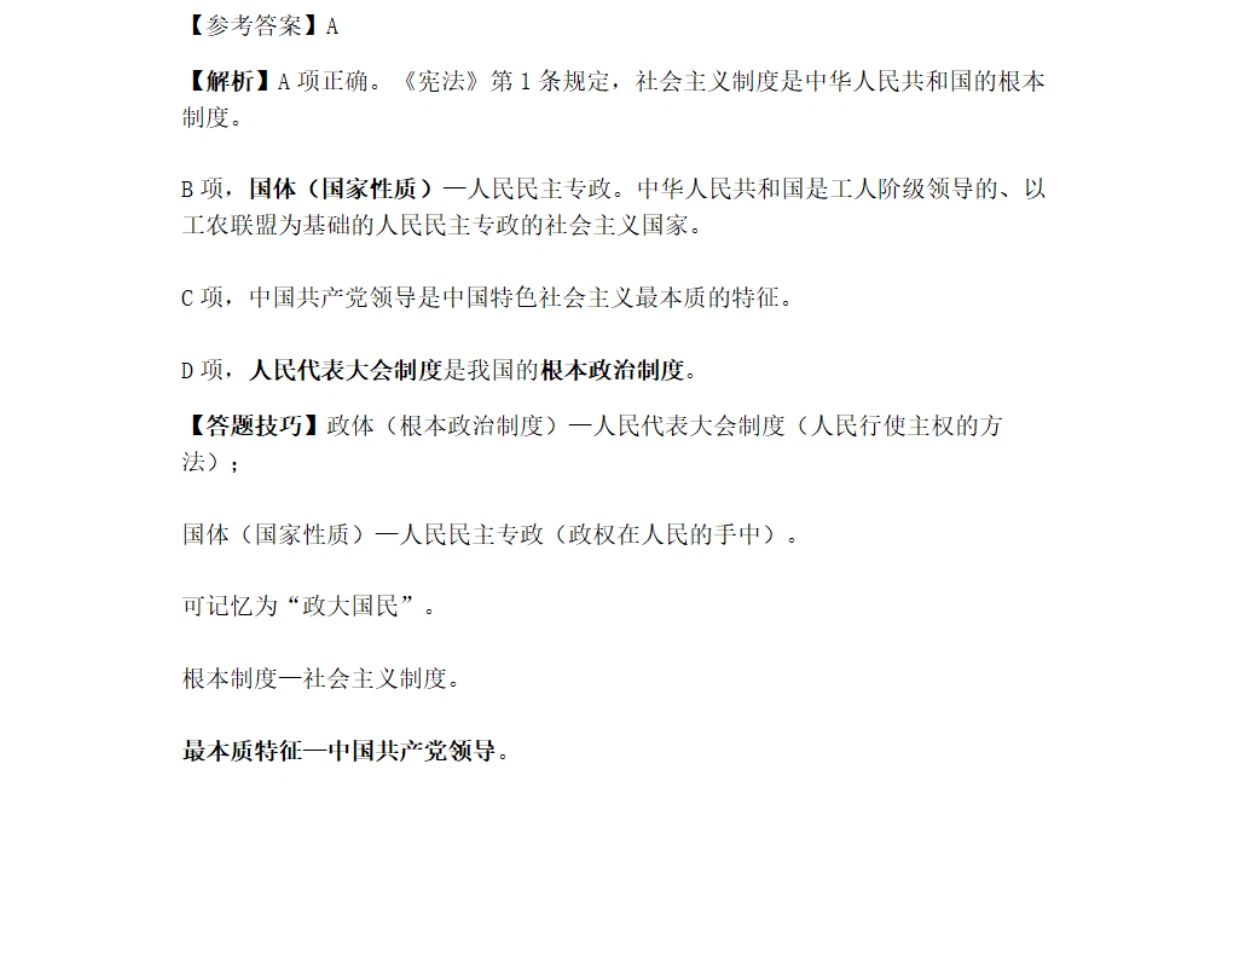 【参考答案】A
【解析】A 项正确。《宪法》第 1 条规定，社会主义制度是中华人民共和国的根本
制度。
B 项，国体（国家性质）—人民民主专政。中华人民共和国是工人阶级领导的、以
工农联盟为基础的人民民主专政的社会主义国家。
C 项，中国共产党领导是中国特色社会主义最本质的特征。
D 项，人民代表大会制度是我国的根本政治制度。
【答题技巧】政体（根本政治制度）—人民代表大会制度（人民行使主权的方
法）；
国体（国家性质）—人民民主专政（政权在人民的手中）。
可记忆为“政大国民”。
根本制度—社会主义制度。
最本质特征—中国共产党领导。